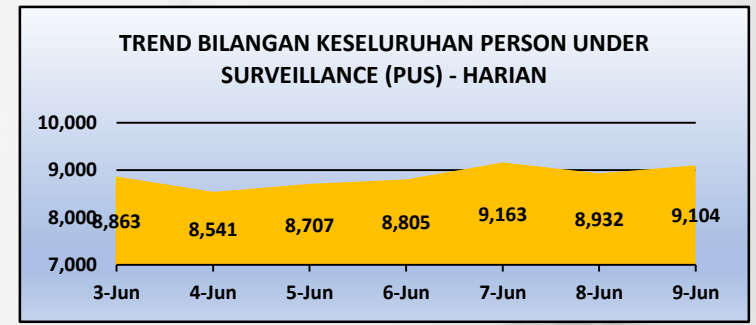 TREND BILANGAN KESELURUHAN PERSON UNDER
SURVEILLANCE (PUS) - HARIAN
10,000
9,000
8,000
7,000
8,863
8,541
8,707
8,805
9,163
8,932
9,104
3-Jun
4-Jun
5-Jun
6-Jun
7-Jun
8-Jun
9-Jun